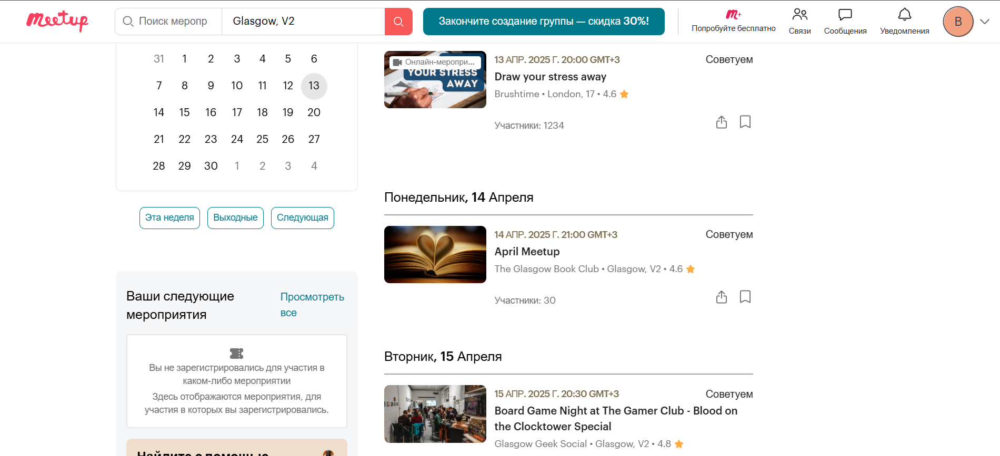 meetup
Поиск меропр
Glasgow, V2
Закончите создание группы — скидка 30%!
Попробуйте бесплатно
Связи
Сообщения
Уведомления
B
31 1 2 3 4 5 6
7 8 9 10 11 12 13
14 15 16 17 18 19 20
21 22 23 24 25 26 27
28 29 30 1 2 3 4
Эта неделя
Выходные
Следующая
Ваши следующие
мероприятия
Просмотреть
все
Вы не зарегистрировались для участия в
каком-либо мероприятии
Здесь отображаются мероприятия, для
участия в которых вы зарегистрировались.
Найдите с помощью
Онлайн-меропри...
YOUR STRESS
AWAY
13 АПР. 2025 Г. 20:00 GMT+3
Советуем
Draw your stress away
Brushtime • London, 17 • 4.6
Участники: 1234
Понедельник, 14 Апреля
14 АПР. 2025 Г. 21:00 GMT+3
Советуем
April Meetup
The Glasgow Book Club • Glasgow, V2 • 4.6
Участники: 30
Вторник, 15 Апреля
15 АПР. 2025 Г. 20:30 GMT+3
Советуем
Board Game Night at The Gamer Club - Blood on
the Clocktower Special
Glasgow Geek Social • Glasgow, V2 • 4.8